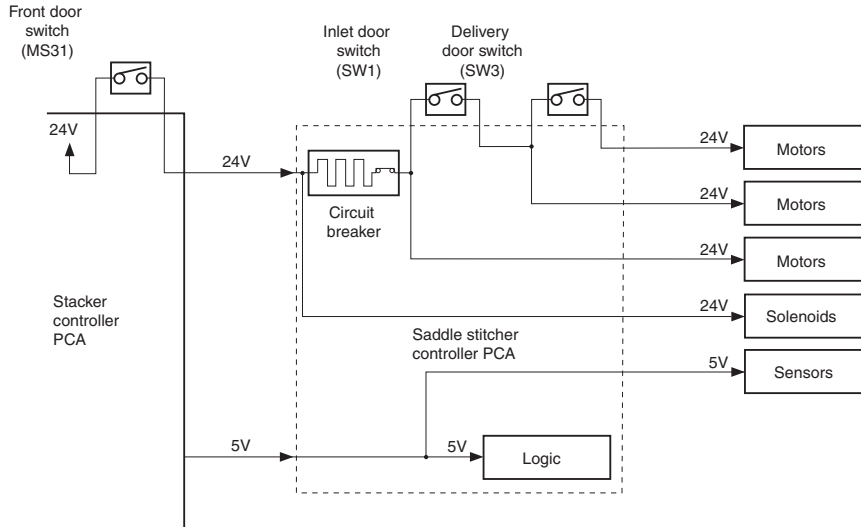 Front door
switch
(MS31)
Inlet door
switch
(SW1)
Delivery
door switch
(SW3)
24V
24V
24V
Motors
Circuit
breaker
24V
Motors
24V
Motors
Stacker
controller
PCA
24V
Solenoids
Saddle stitcher
controller PCA
5V
Sensors
5V
5V
Logic